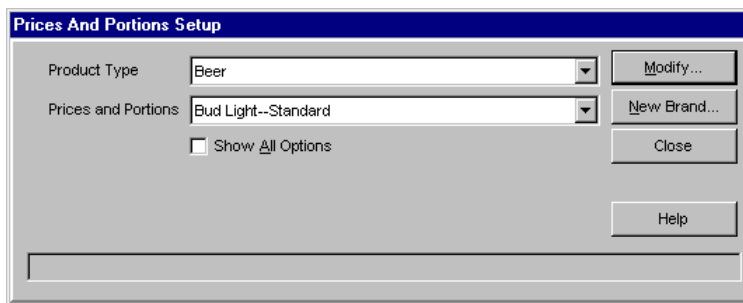 Prices And Portions Setup
Product Type Beer Modify...
Prices and Portions Bud Light--Standard New Brand...
Show All Options Close
Help